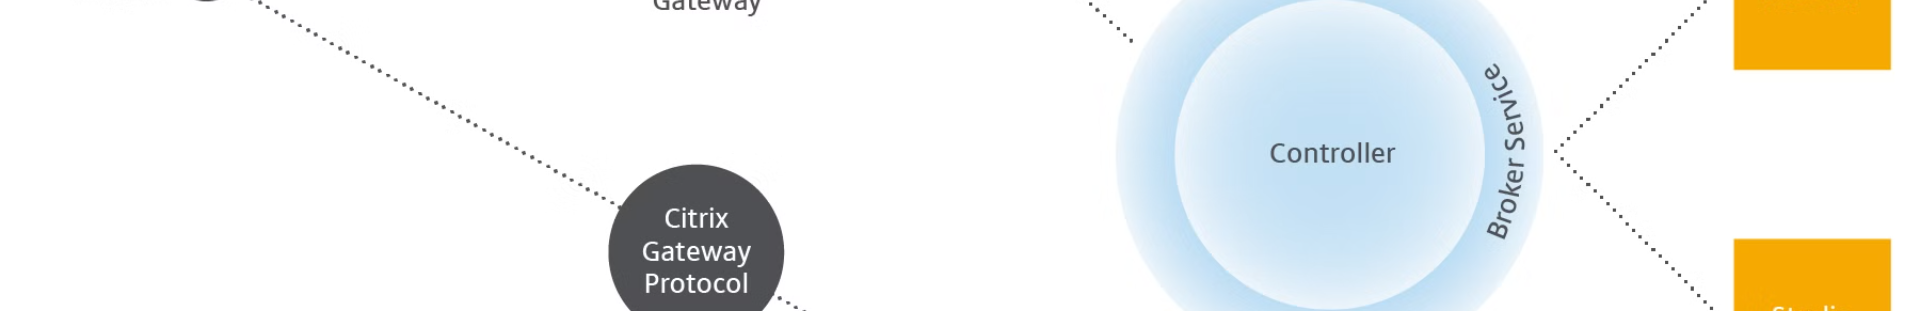 Gateway
Controller
Broker Service
Citrix
Gateway
Protocol